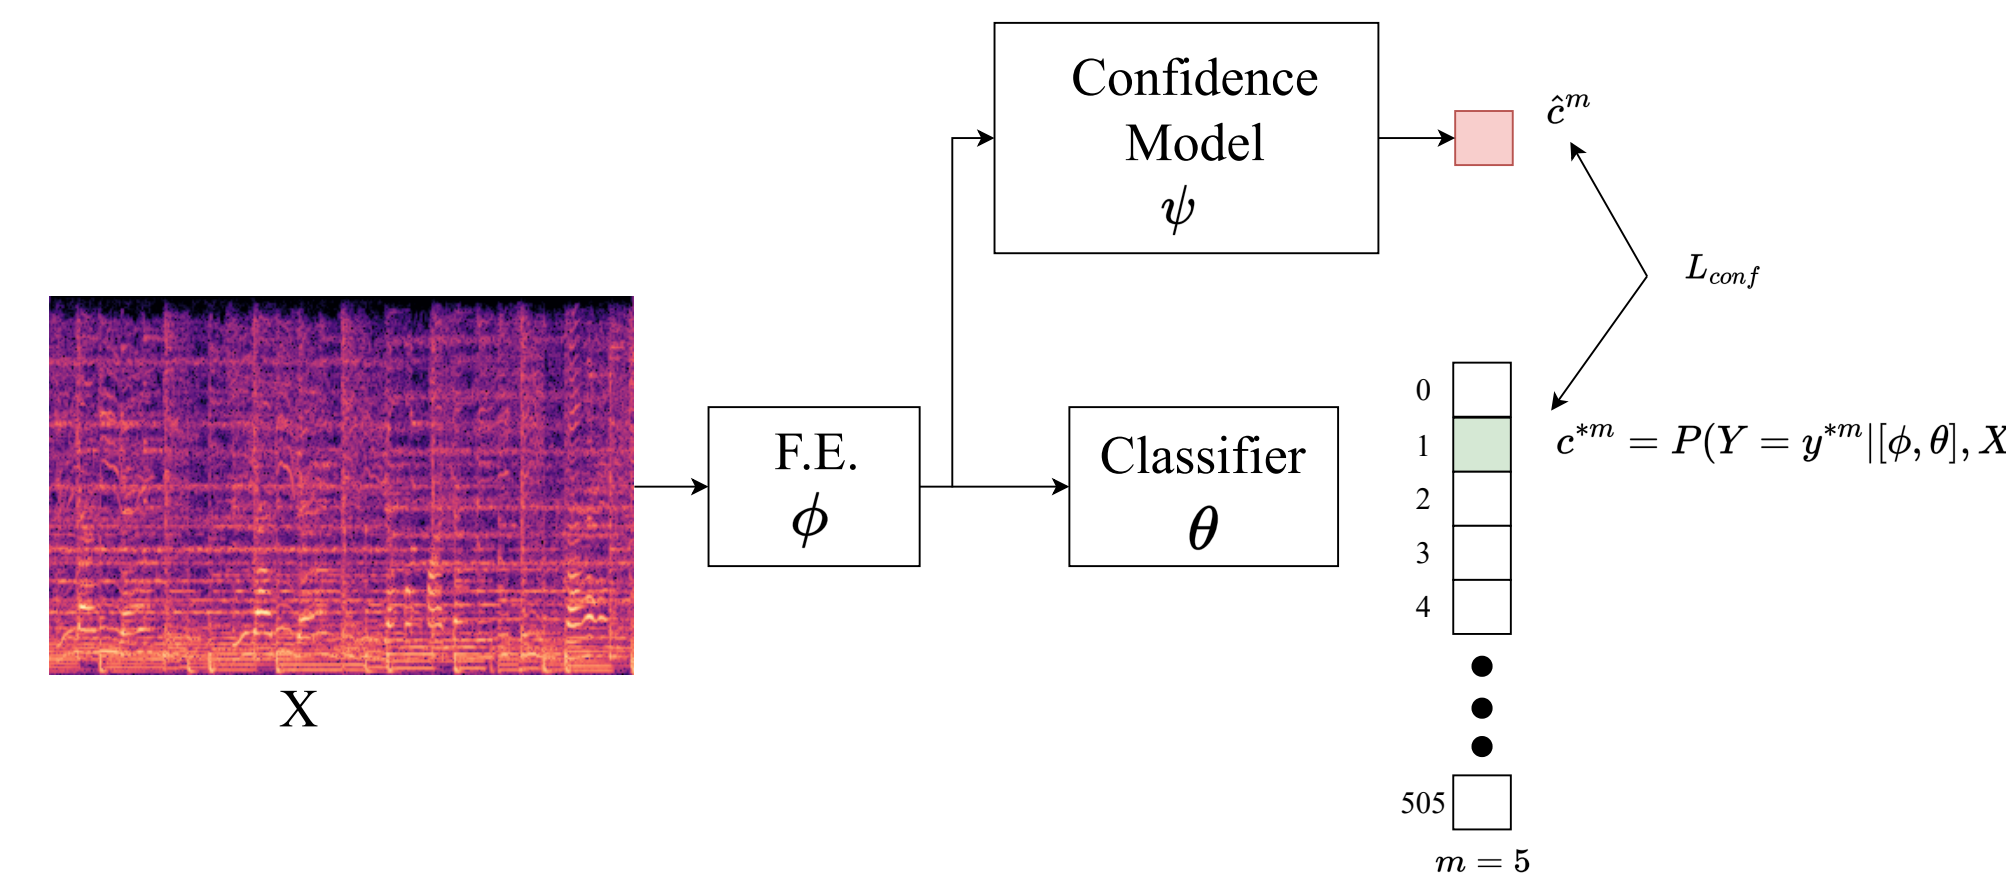 Confidence
Model
ψ
ĉ^m
L_conf
F.E.
ϕ
Classifier
θ
0
1
2
3
4
505
c^{*m} = P(Y = y^{*m}|[ϕ, θ], X
m = 5
X